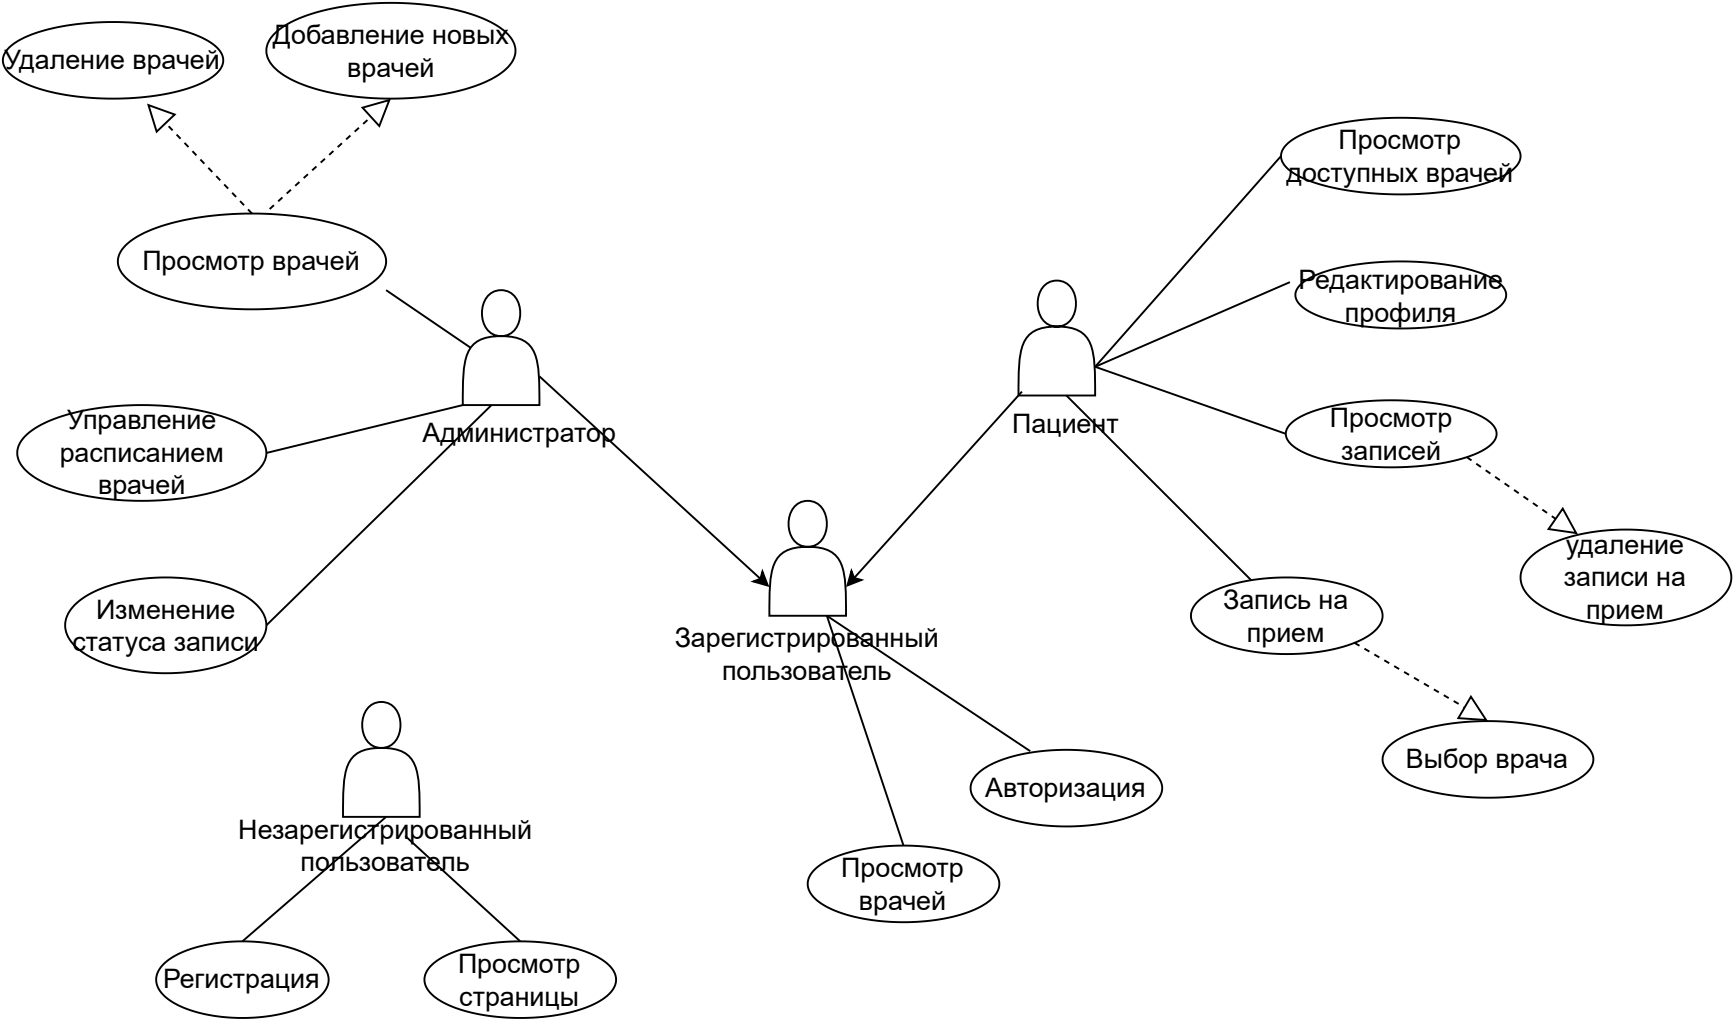 Удаление врачей
Добавление новых
врачей
Просмотр
доступных врачей
Просмотр врачей
Редактирование
профиля
Управление
расписанием
врачей
Администратор
Пациент
Просмотр
записей
удаление
записи на
прием
Изменение
статуса записи
Зарегистрированный
пользователь
Запись на
прием
Выбор врача
Авторизация
Незарегистрированный
пользователь
Просмотр
врачей
Регистрация
Просмотр
страницы